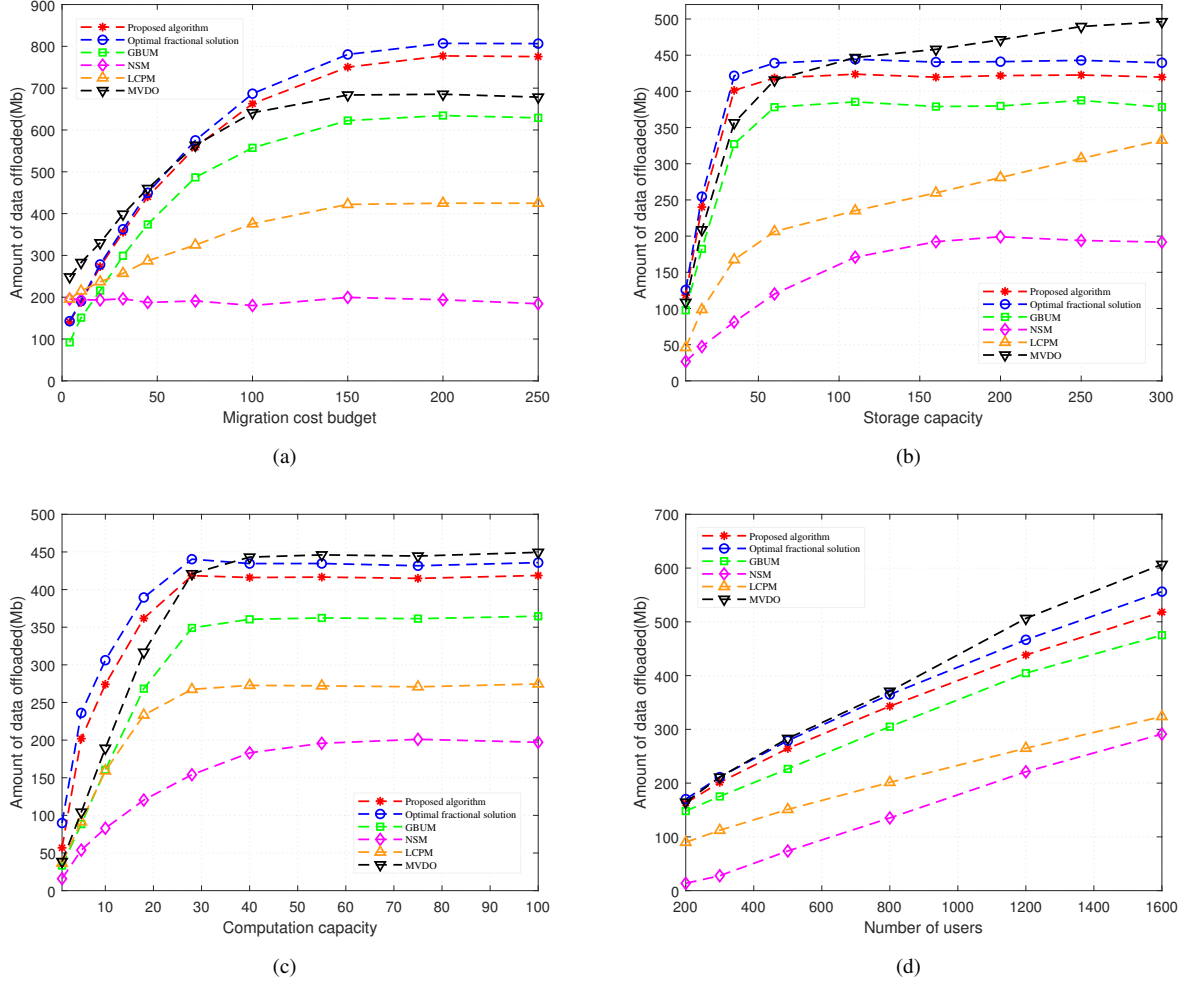 Proposed algorithm
Optimal fractional solution
GBUM
NSM
LCPM
MVDO
Amount of data offloaded(Mb)
900
800
700
600
500
400
300
200
100
0
0 50 100 150 200 250
Migration cost budget
(a)
Amount of data offloaded(Mb)
500
450
400
350
300
250
200
150
100
50
0
Proposed algorithm
Optimal fractional solution
GBUM
NSM
LCPM
MVDO
50 100 150 200 250 300
Storage capacity
(b)
Amount of data offloaded(Mb)
500
450
400
350
300
250
200
150
100
50
0
Proposed algorithm
Optimal fractional solution
GBUM
NSM
LCPM
MVDO
10 20 30 40 50 60 70 80 90 100
Computation capacity
(c)
Proposed algorithm
Optimal fractional solution
GBUM
NSM
LCPM
MVDO
Amount of data offloaded(Mb)
700
600
500
400
300
200
100
0
200 400 600 800 1000 1200 1400 1600
Number of users
(d)